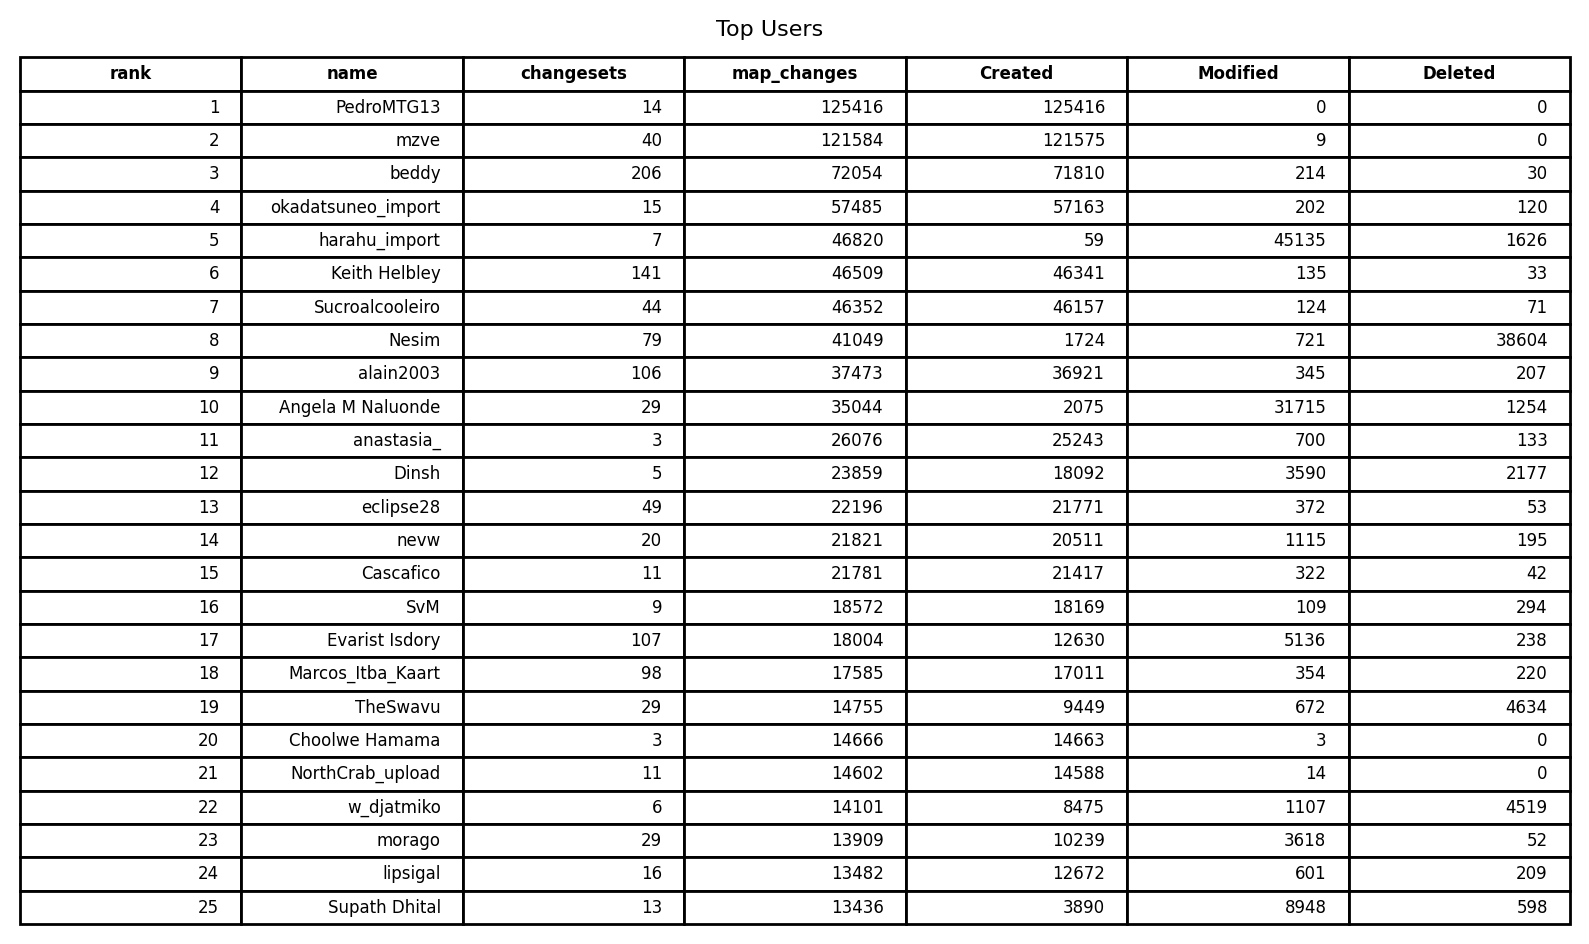 Top Users
rank name changesets map_changes Created Modified Deleted
1 PedroMTG13 14 125416 125416 0 0
2 mzve 40 121584 121575 9 0
3 beddy 206 72054 71810 214 30
4 okadatsuneo_import 15 57485 57163 202 120
5 harahu_import 7 46820 59 45135 1626
6 Keith Helbley 141 46509 46341 135 33
7 Sucroalcooleiro 44 46352 46157 124 71
8 Nesim 79 41049 1724 721 38604
9 alain2003 106 37473 36921 345 207
10 Angela M Naluonde 29 35044 2075 31715 1254
11 anastasia_ 3 26076 25243 700 133
12 Dinsh 5 23859 18092 3590 2177
13 eclipse28 49 22196 21771 372 53
14 nevw 20 21821 20511 1115 195
15 Cascafico 11 21781 21417 322 42
16 SvM 9 18572 18169 109 294
17 Evarist Isdory 107 18004 12630 5136 238
18 Marcos_Itba_Kaart 98 17585 17011 354 220
19 TheSwavu 29 14755 9449 672 4634
20 Choolwe Hamama 3 14666 14663 3 0
21 NorthCrab_upload 11 14602 14588 14 0
22 w_djatmiko 6 14101 8475 1107 4519
23 morago 29 13909 10239 3618 52
24 lipsigal 16 13482 12672 601 209
25 Supath Dhital 13 13436 3890 8948 598